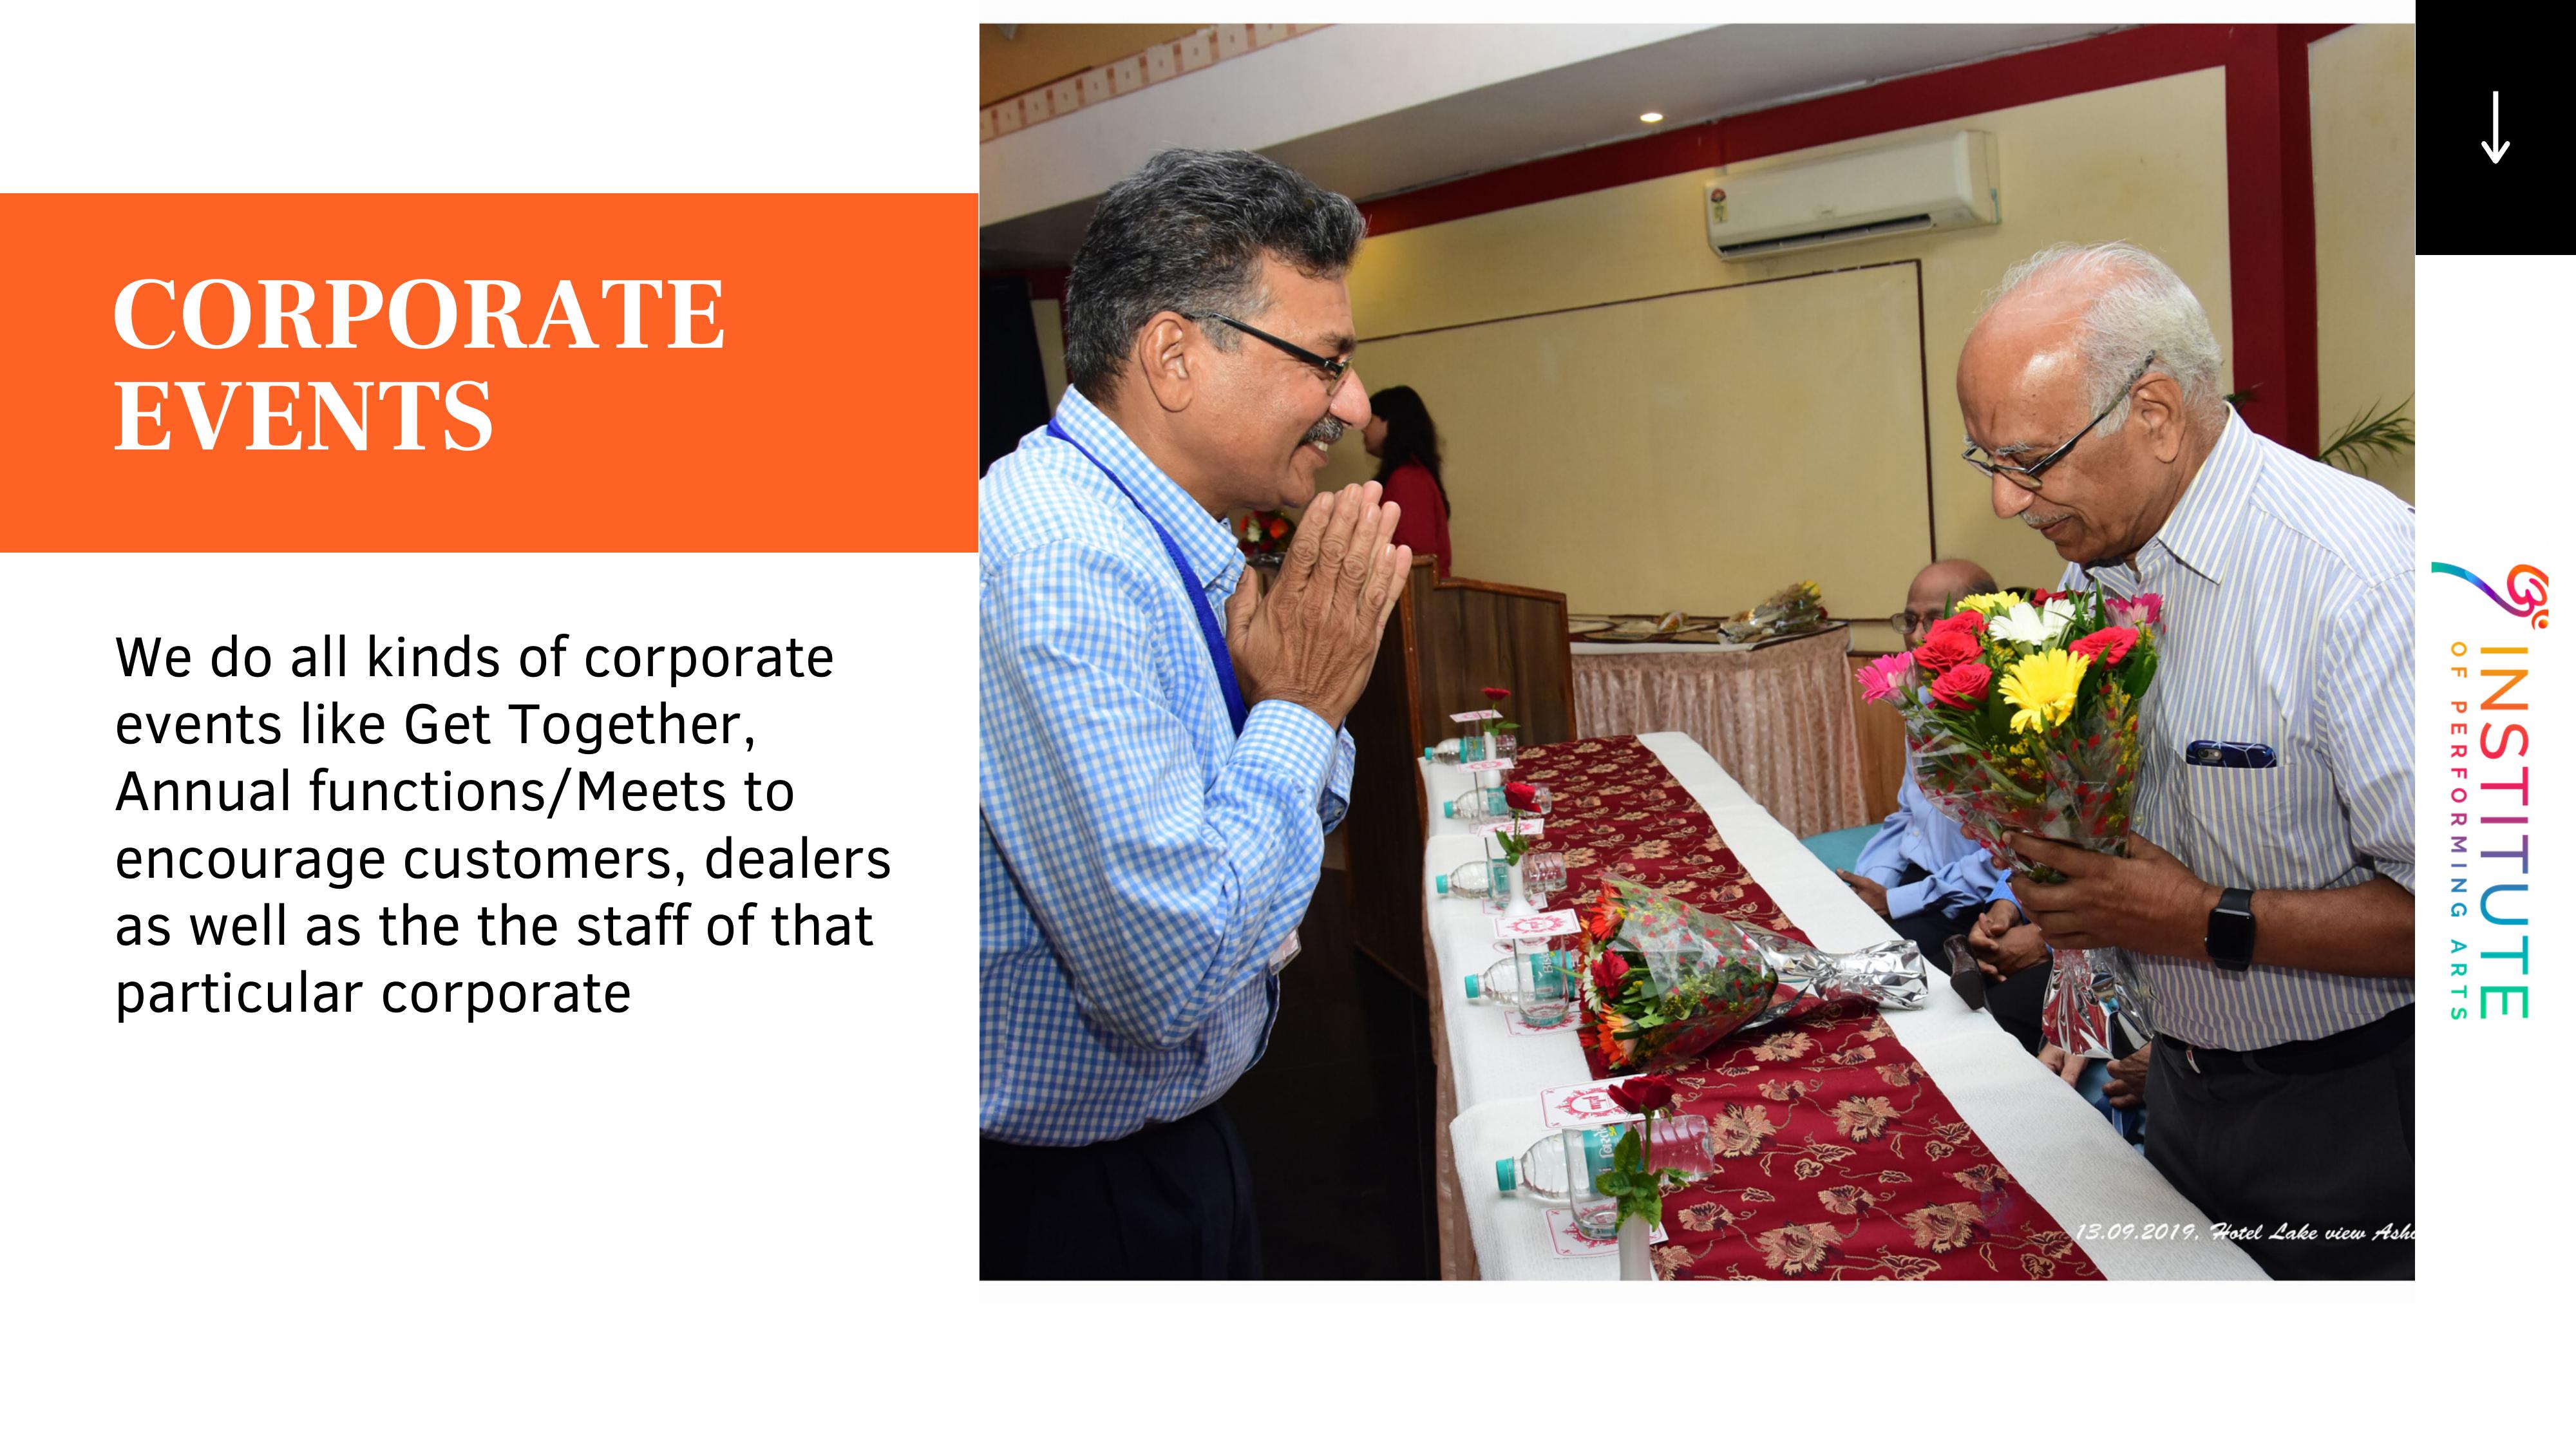 CORPORATE
EVENTS
We do all kinds of corporate
events like Get Together,
Annual functions/Meets to
encourage customers, dealers
as well as the the staff of that
particular corporate
13.09.2019. Hotel Lake view
INSTITUTE
OF PERFORMING ARTS